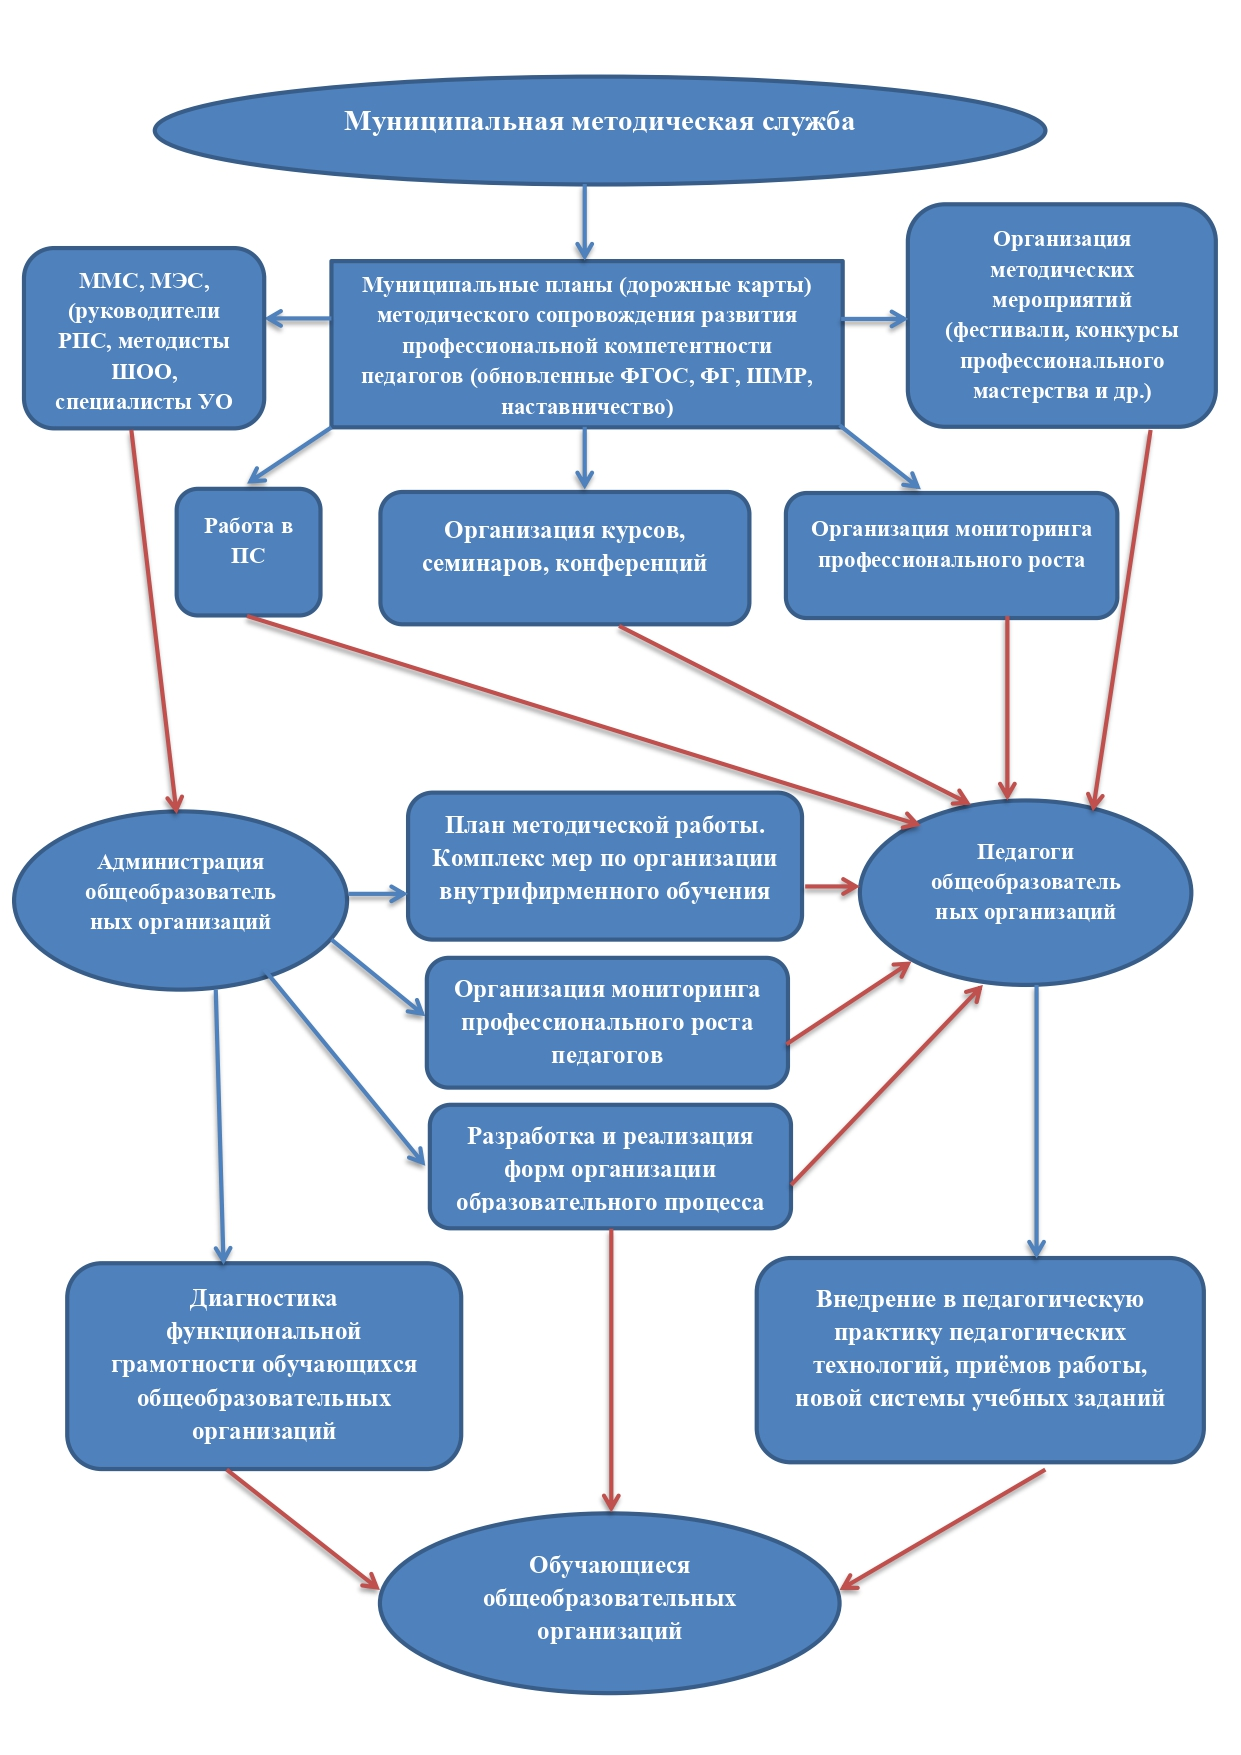 Муниципальная методическая служба
ММС, МЭС,
(руководители
РПС, методисты
ШОО,
специалисты УО
Муниципальные планы (дорожные карты)
методического сопровождения развития
профессиональной компетентности
педагогов (обновленные ФГОС, ФГ, ШМР,
наставничество)
Организация
методических
мероприятий
(фестивали, конкурсы
профессионального
мастерства и др.)
Работа в
ПС
Организация курсов,
семинаров, конференций
Организация мониторинга
профессионального роста
Администрация
общеобразователь
ных организаций
План методической работы.
Комплекс мер по организации
внутрифирменного обучения
Педагоги
общеобразователь
ных организаций
Организация мониторинга
профессионального роста
педагогов
Разработка и реализация
форм организации
образовательного процесса
Диагностика
функциональной
грамотности обучающихся
общеобразовательных
организаций
Внедрение в педагогическую
практику педагогических
технологий, приёмов работы,
новой системы учебных заданий
Обучающиеся
общеобразовательных
организаций